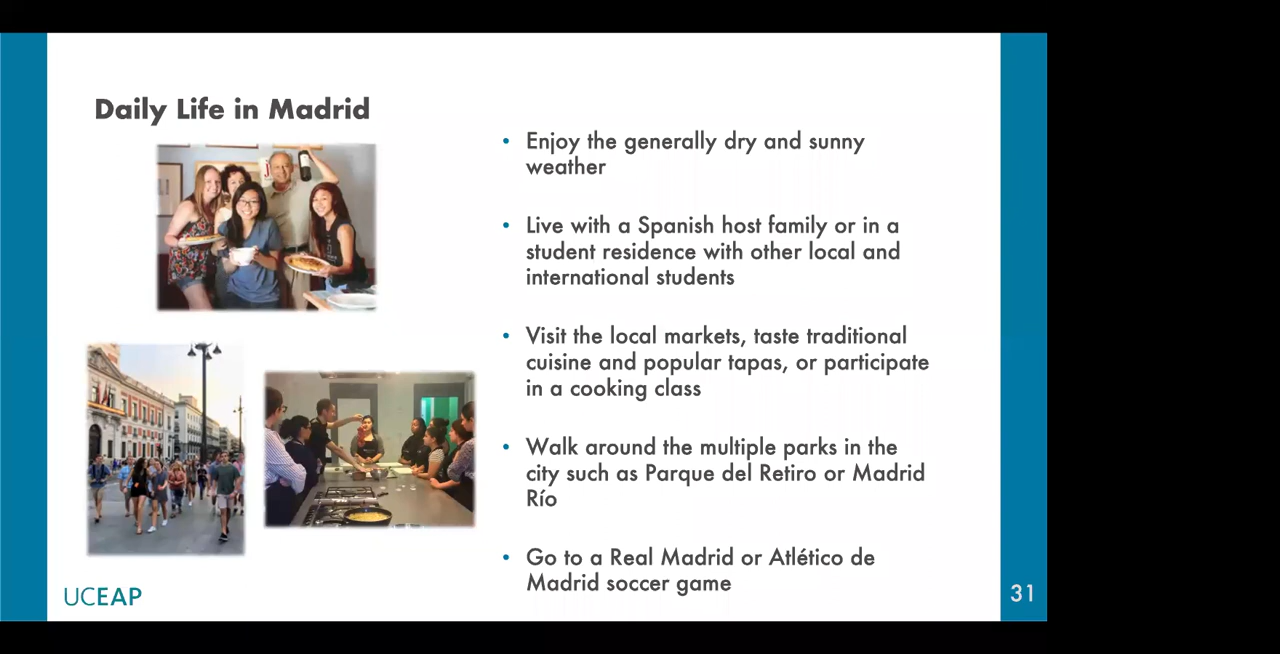 Daily Life in Madrid
• Enjoy the generally dry and sunny
weather
• Live with a Spanish host family or in a
student residence with other local and
international students
• Visit the local markets, taste traditional
cuisine and popular tapas, or participate
in a cooking class
• Walk around the multiple parks in the
city such as Parque del Retiro or Madrid
Río
• Go to a Real Madrid or Atlético de
Madrid soccer game
UCEAP
31